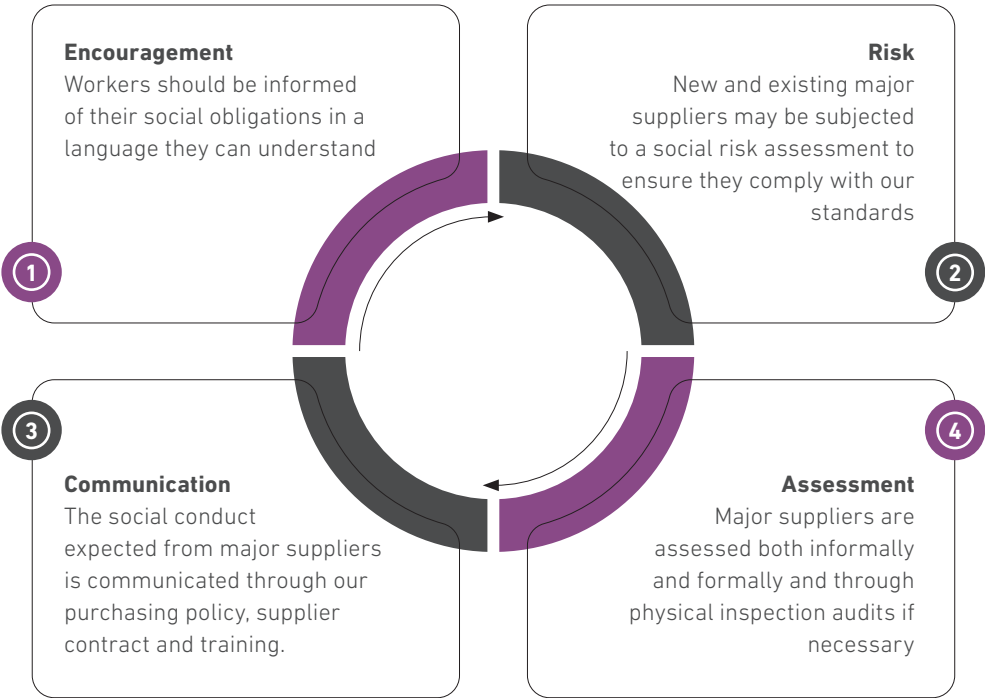 Encouragement
Workers should be informed
of their social obligations in a
language they can understand
1
Risk
New and existing major
suppliers may be subjected
to a social risk assessment to
ensure they comply with our
standards
2
3
Communication
The social conduct
expected from major suppliers
is communicated through our
purchasing policy, supplier
contract and training.
4
Assessment
Major suppliers are
assessed both informally
and formally and through
physical inspection audits if
necessary